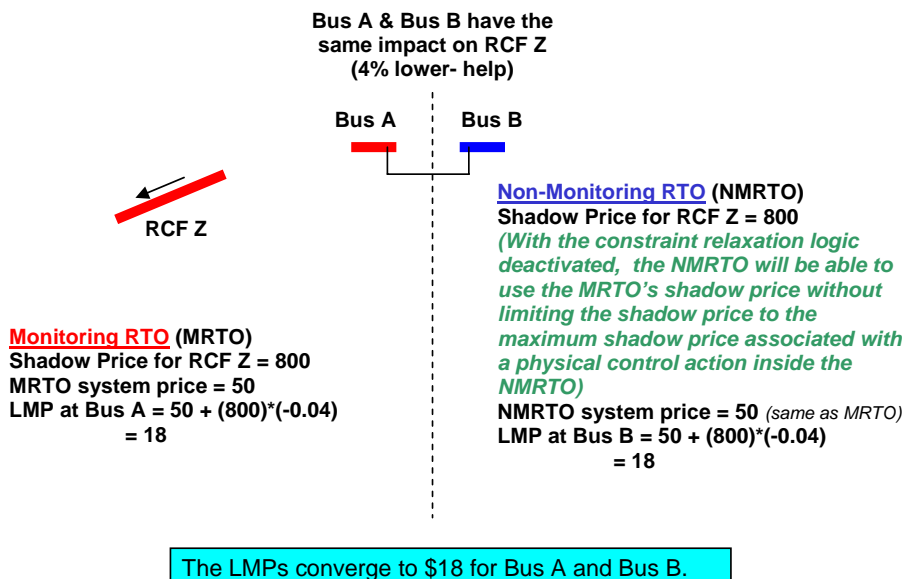 Bus A & Bus B have the
same impact on RCF Z
(4% lower- help)
Bus A
Bus B
RCF Z
Monitoring RTO (MRTO)
Shadow Price for RCF Z = 800
MRTO system price = 50
LMP at Bus A = 50 + (800)*(-0.04)
= 18
Non-Monitoring RTO (NMRTO)
Shadow Price for RCF Z = 800
(With the constraint relaxation logic
deactivated, the NMRTO will be able to
use the MRTO's shadow price without
limiting the shadow price to the
maximum shadow price associated with
a physical control action inside the
NMRTO)
NMRTO system price = 50 (same as MRTO)
LMP at Bus B = 50 + (800)*(-0.04)
= 18
The LMPs converge to $18 for Bus A and Bus B.